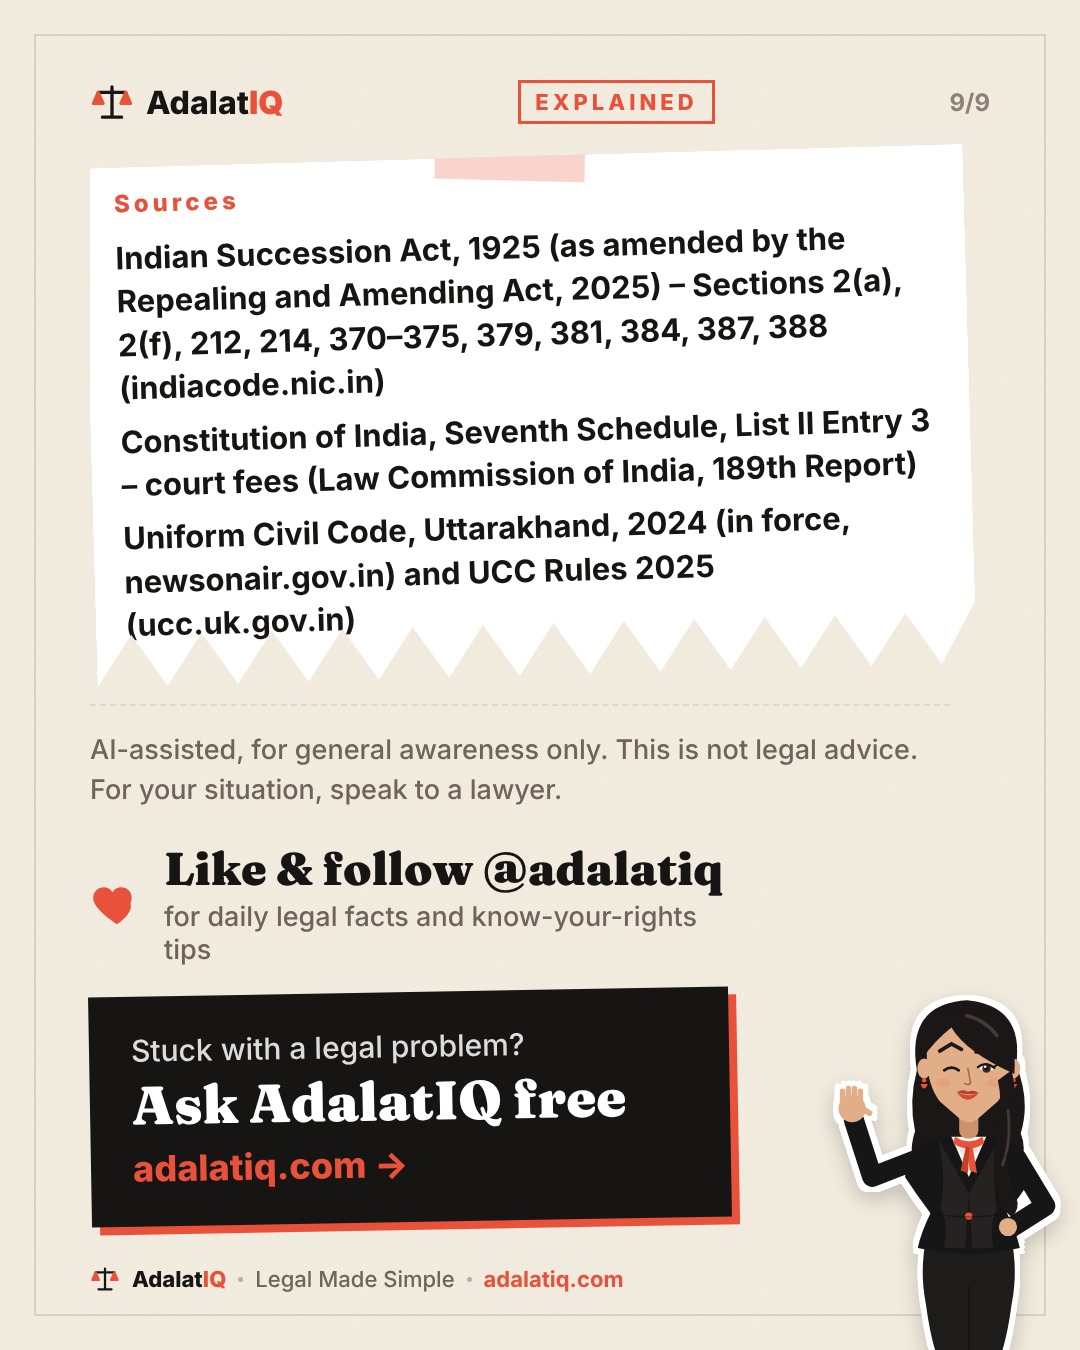 AdalatIQ
EXPLAINED
9/9
Sources
Indian Succession Act, 1925 (as amended by the
Repealing and Amending Act, 2025) – Sections 2(a),
2(f), 212, 214, 370–375, 379, 381, 384, 387, 388
(indiacode.nic.in)
Constitution of India, Seventh Schedule, List II Entry 3
– court fees (Law Commission of India, 189th Report)
Uniform Civil Code, Uttarakhand, 2024 (in force,
newsonair.gov.in) and UCC Rules 2025
(ucc.uk.gov.in)
AI-assisted, for general awareness only. This is not legal advice.
For your situation, speak to a lawyer.
Like & follow @adalatiq
for daily legal facts and know-your-rights
tips
Stuck with a legal problem?
Ask AdalatIQ free
adalatiq.com →
AdalatIQ • Legal Made Simple • adalatiq.com